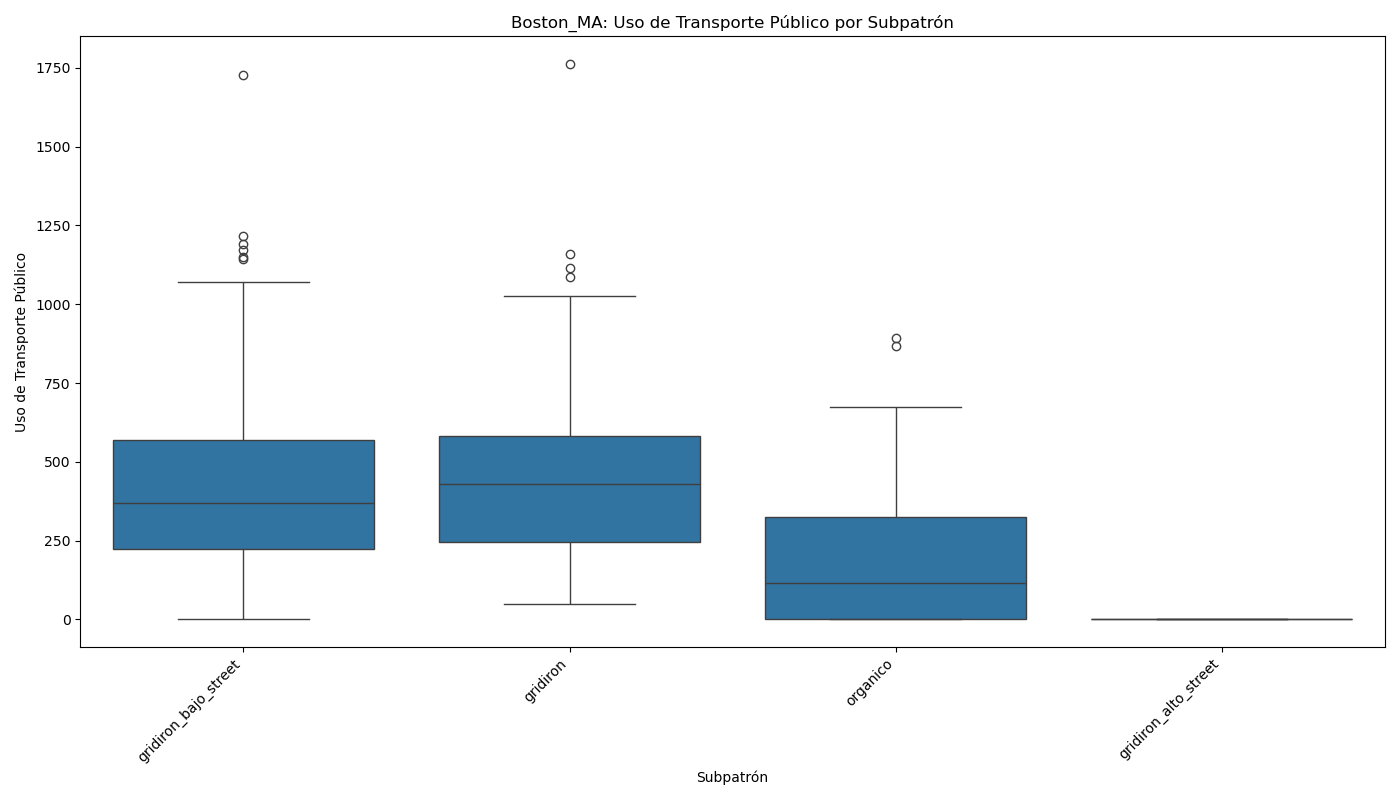 Boston_MA: Uso de Transporte Público por Subpatrón
Uso de Transporte Público
1750
1500
1250
1000
750
500
250
0
gridiron_bajo_street
gridiron
organico
gridiron_alto_street
Subpatrón